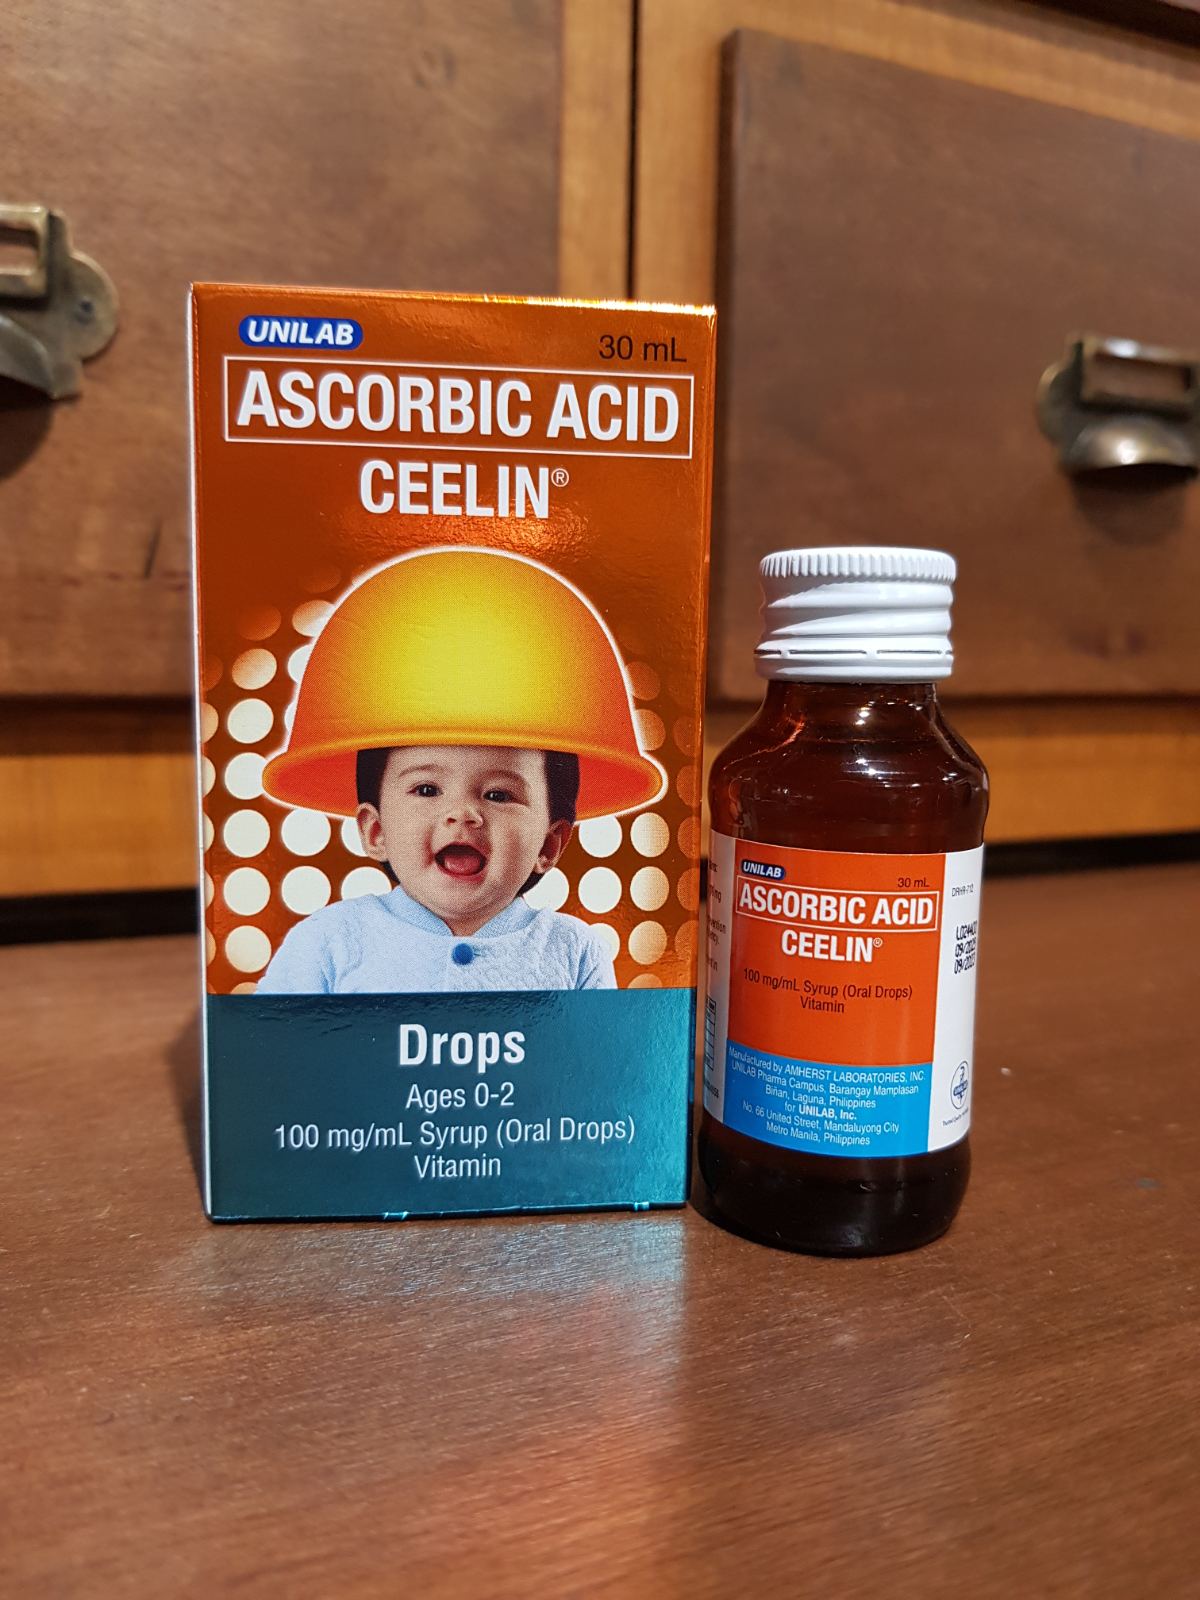 UNILAB
30 mL
ASCORBIC ACID
CEELIN®
Drops
Ages 0-2
100 mg/mL Syrup (Oral Drops)
Vitamin
UNILAB
30 mL
ASCORBIC ACID
CEELIN®
100 mg/mL Syrup (Oral Drops)
Vitamin
Manufactured by AMHERST LABORATORIES, INC.
UNILAB Pharma Campus, Barangay Mamplasan
Biñan, Laguna, Philippines
for UNILAB, Inc.
No. 66 United Street, Mandaluyong City
Metro Manila, Philippines